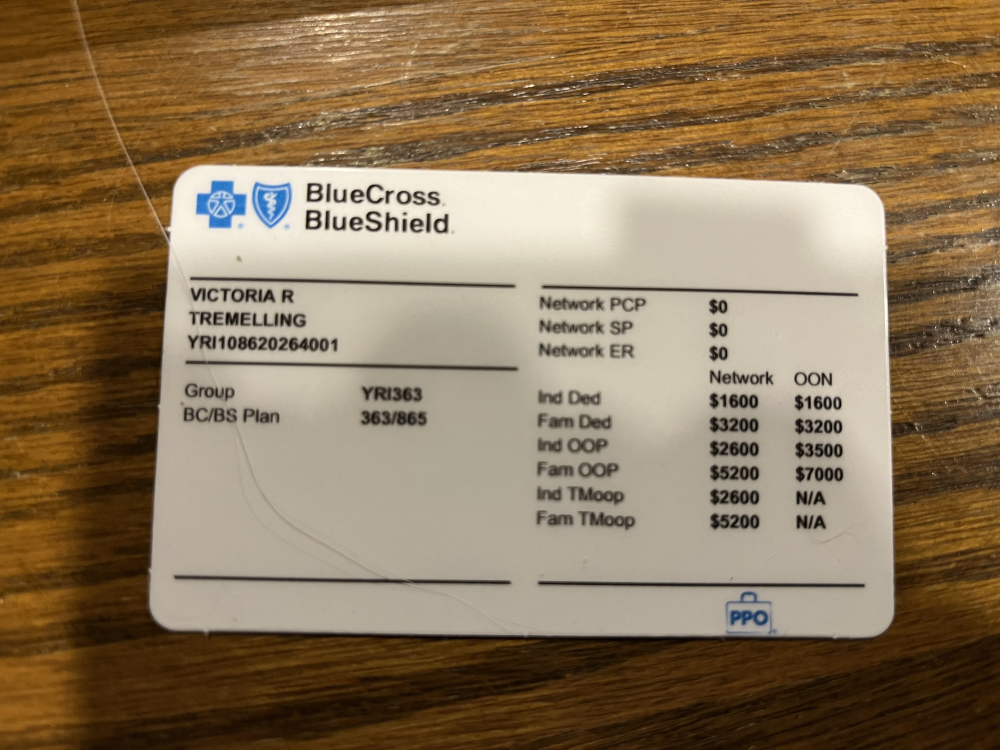 BlueCross
BlueShield
VICTORIA R
TREMELLING
YRI108620264001
Group YRI363
BC/BS Plan 363/865
Network PCP $0
Network SP $0
Network ER $0
Network OON
Ind Ded $1600 $1600
Fam Ded $3200 $3200
Ind OOP $2600 $3500
Fam OOP $5200 $7000
Ind TMoop $2600 N/A
Fam TMoop $5200 N/A
PPO